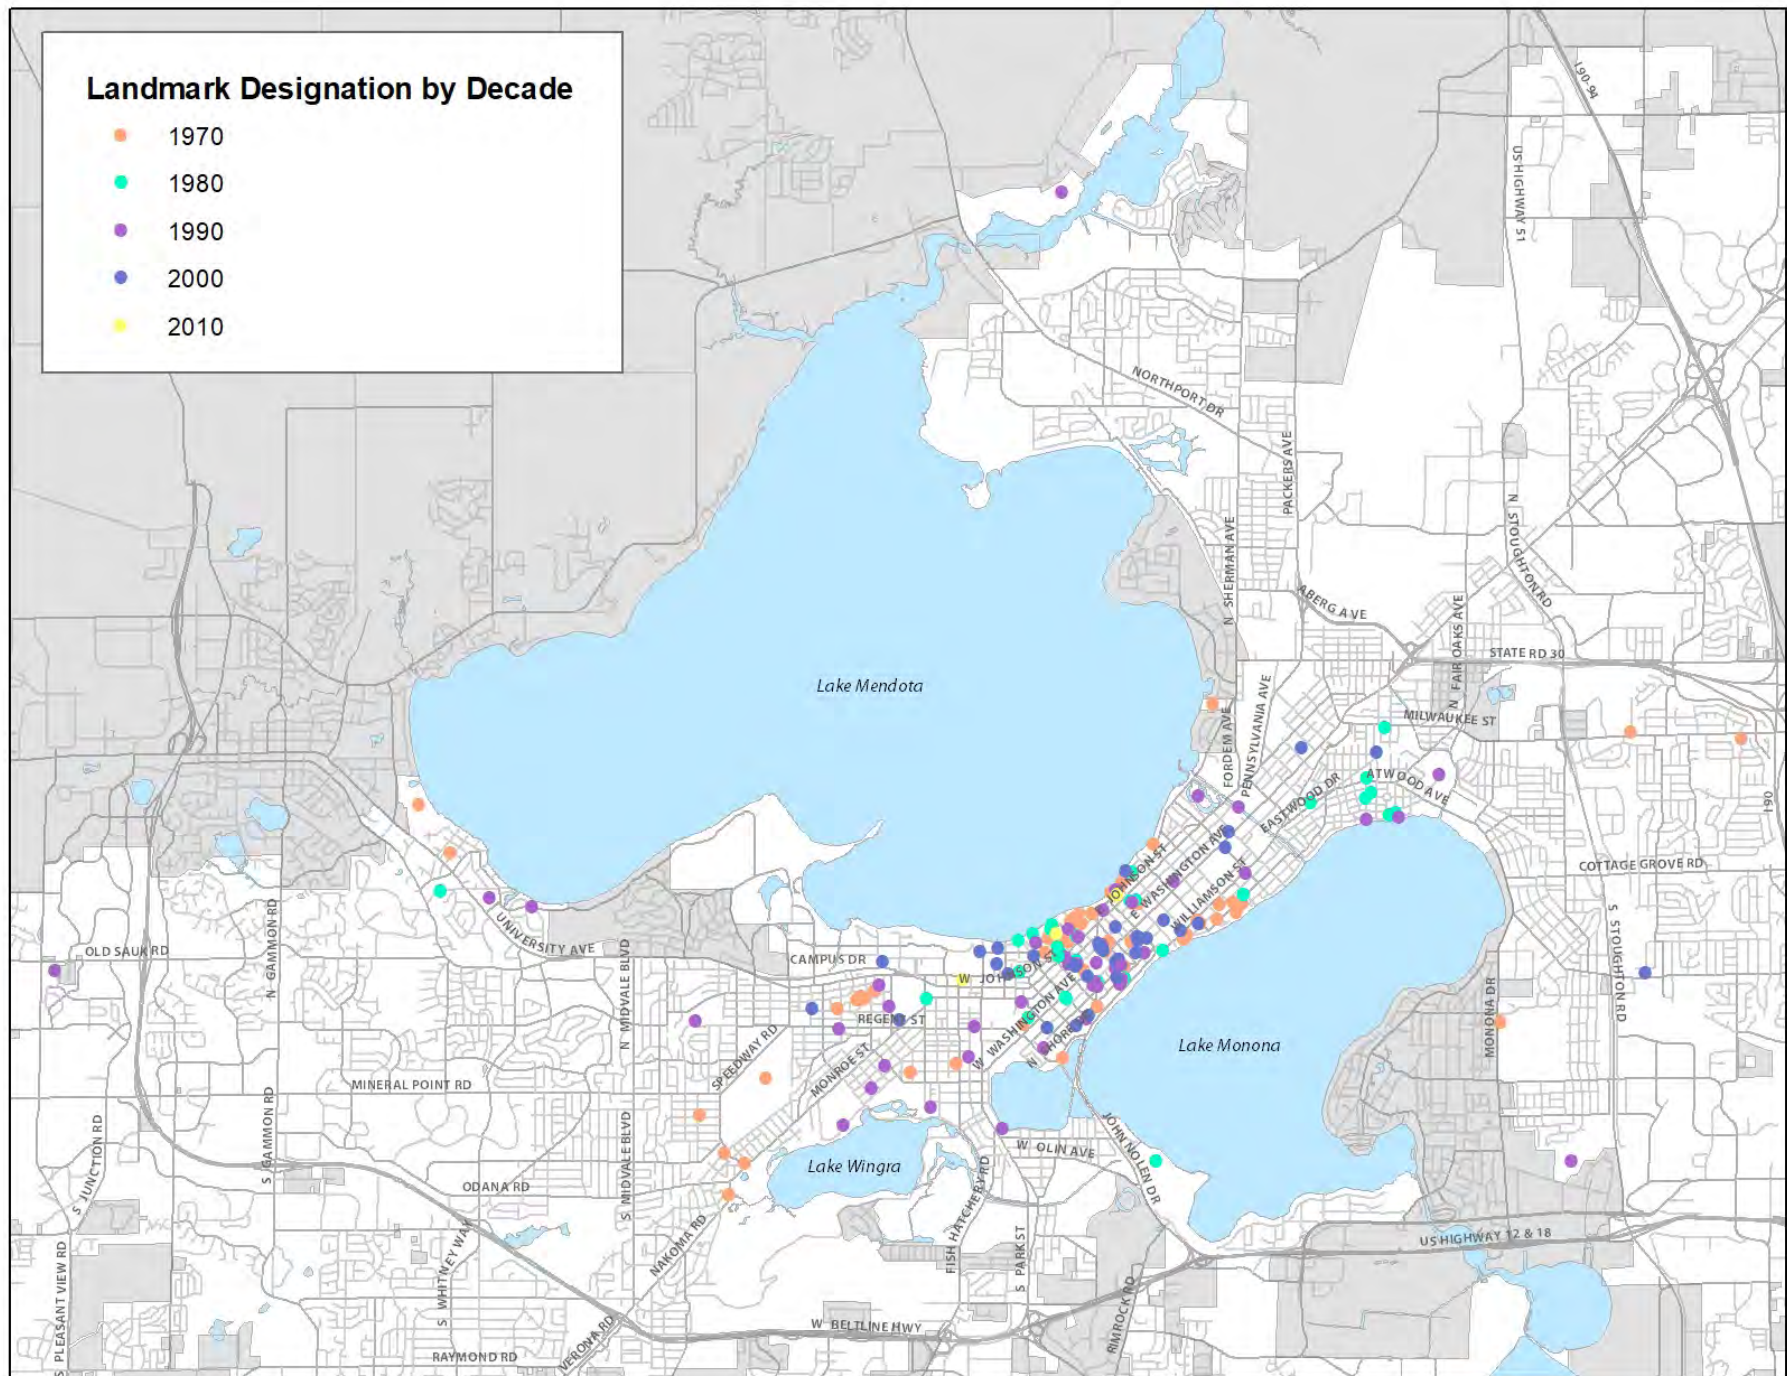 Landmark Designation by Decade
1970
1980
1990
2000
2010
I 90-94
US HIGHWAY 51
NORTHPORT DR
PACKERS AVE
N SHERMAN AVE
N STOUGHTON RD
ABERG AVE
N FAIR OAKS AVE
STATE RD 30
Lake Mendota
MILWAUKEE ST
FORDEM AVE
PENNSYLVANIA AVE
EASTWOOD DR
ATWOOD AVE
I 90
JOHNSON ST
E WASHINGTON AVE
WILLIAMSON ST
COTTAGE GROVE RD
OLD SAUK RD
N GAMMON RD
UNIVERSITY AVE
N MIDVALE BLVD
CAMPUS DR
W JOHNSON ST
S STOUGHTON RD
MONONA DR
REGENT ST
SPEEDWAY RD
MONROE ST
W WASHINGTON AVE
N SHORE DR
Lake Monona
MINERAL POINT RD
S JUNCTION RD
S GAMMON RD
S MIDVALE BLVD
Lake Wingra
W OLIN AVE
JOHN NOLEN DR
ODANA RD
FISH HATCHERY RD
S PARK ST
NAKOMA RD
S WHITNEY WAY
US HIGHWAY 12 & 18
S PLEASANT VIEW RD
RIMROCK RD
W BELTLINE HWY
VERONA RD
RAYMOND RD